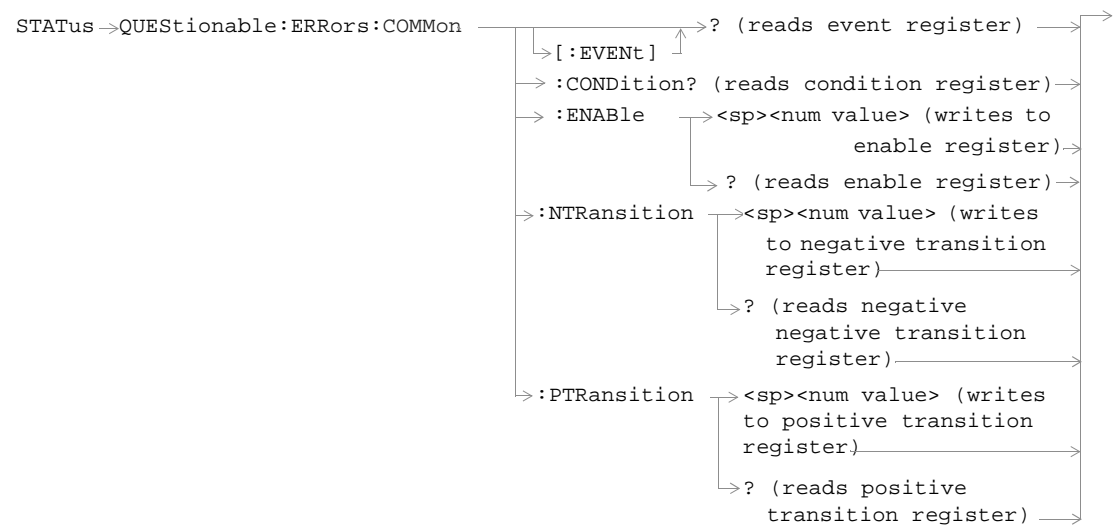 STATus QUEStionable:ERRors:COMMon ? (reads event register)
[:EVENt]
:CONDition? (reads condition register)
:ENABle <sp><num value> (writes to
enable register)
? (reads enable register)
:NTRansition <sp><num value> (writes
to negative transition
register)
? (reads negative
negative transition
register)
:PTRansition <sp><num value> (writes
to positive transition
register)
? (reads positive
transition register)